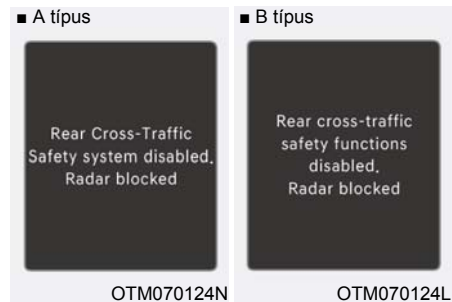 ■ A típus
Rear Cross-Traffic
Safety system disabled.
Radar blocked
OTM070124N
■ B típus
Rear cross-traffic
safety functions
disabled.
Radar blocked
OTM070124L